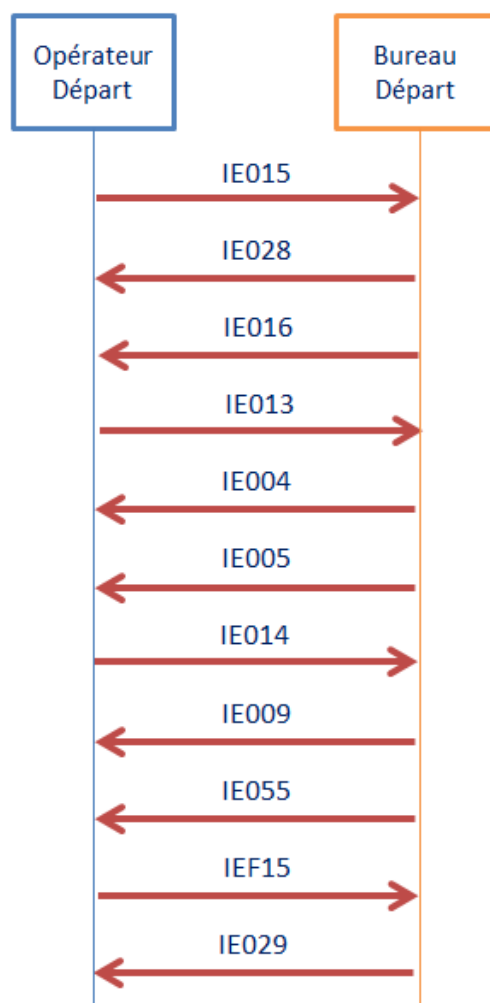 Opérateur
Départ
Bureau
Départ
IE015
IE028
IE016
IE013
IE004
IE005
IE014
IE009
IE055
IEF15
IE029